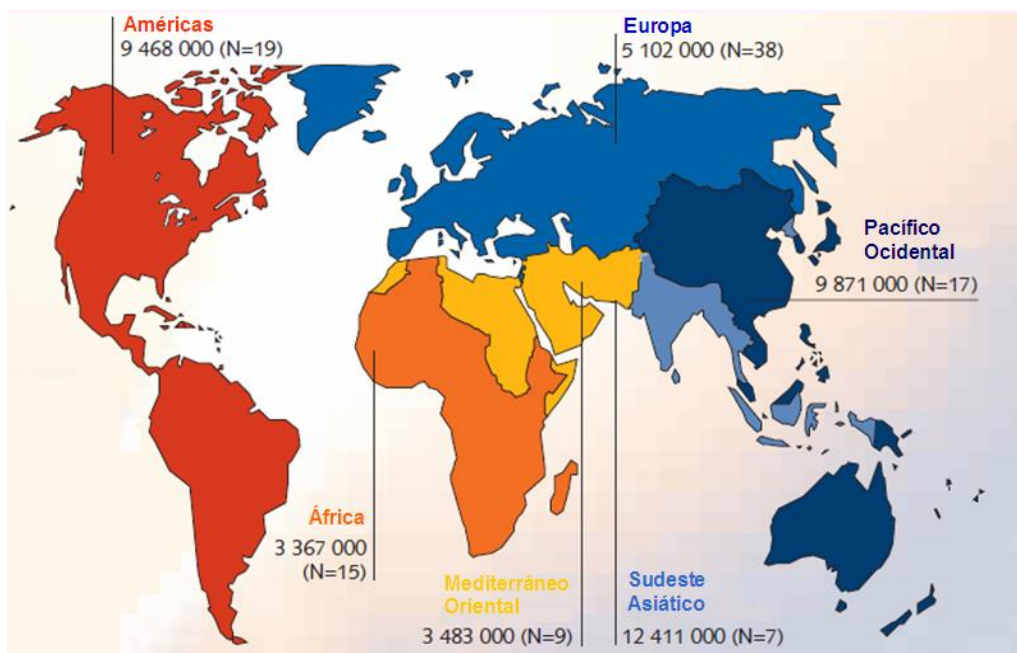 Américas
9 468 000 (N=19)
Europa
5 102 000 (N=38)
Pacífico
Ocidental
9 871 000 (N=17)
África
3 367 000
(N=15)
Mediterrâneo
Oriental
3 483 000 (N=9)
Sudeste
Asiático
12 411 000 (N=7)